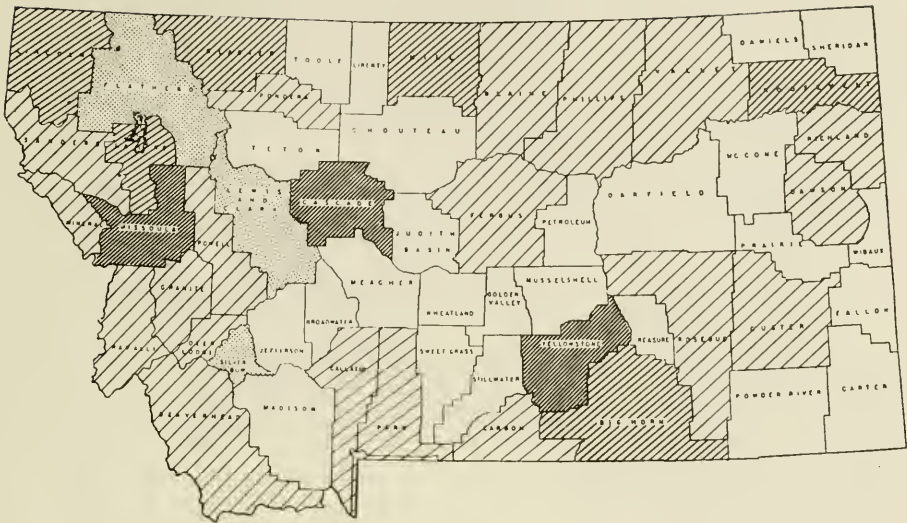 DANIELS
SHERIDAN
LINCOLN
FLATHEAD
GLACIER
TOOLE
LIBERTY
HILL
BLAINE
PHILLIPS
VALLEY
ROOSEVELT
PONDERA
RICHLAND
SANDERS
LAKE
TETON
CHOUTEAU
MCCONE
GARFIELD
DAWSON
LEWIS
AND
CLARK
CASCADE
FERGUS
PETROLEUM
MINERAL
MISSOULA
POWELL
JUDITH
BASIN
PRAIRIE
WIBAUX
GRANITE
MEAGHER
MUSSELSHELL
GOLDEN
VALLEY
WHEATLAND
BROADWATER
FALLON
CUSTER
ROSEBUD
TREASURE
YELLOWSTONE
RAVALLI
DEER
LODGE
SILVER
BOW
JEFFERSON
GALLATIN
SWEET GRASS
STILLWATER
POWDER RIVER
CARTER
BEAVERHEAD
MADISON
PARK
CARBON
BIG HORN